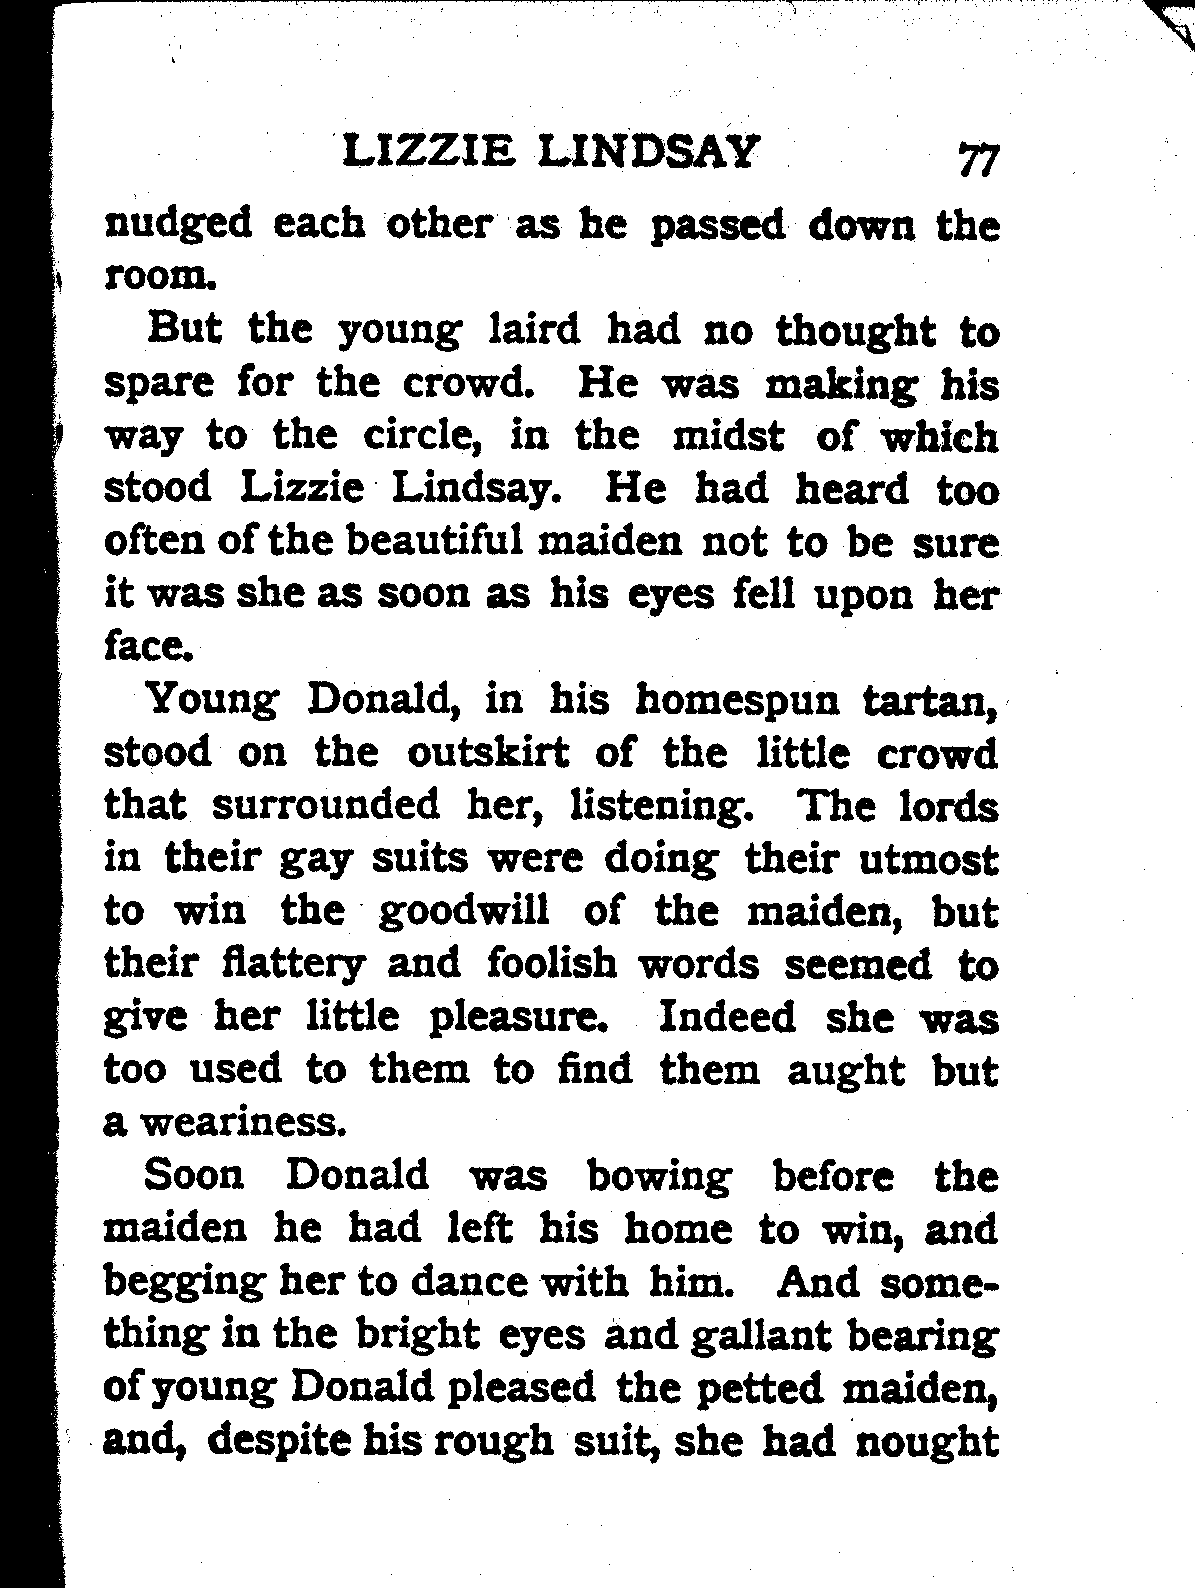 LIZZIE LINDSAY 77
nudged each other as he passed down the
room.
But the young laird had no thought to
spare for the crowd. He was making his
way to the circle, in the midst of which
stood Lizzie Lindsay. He had heard too
often of the beautiful maiden not to be sure
it was she as soon as his eyes fell upon her
face.
Young Donald, in his homespun tartan,
stood on the outskirt of the little crowd
that surrounded her, listening. The lords
in their gay suits were doing their utmost
to win the goodwill of the maiden, but
their flattery and foolish words seemed to
give her little pleasure. Indeed she was
too used to them to find them aught but
a weariness.
Soon Donald was bowing before the
maiden he had left his home to win, and
begging her to dance with him. And some-
thing in the bright eyes and gallant bearing
of young Donald pleased the petted maiden,
and, despite his rough suit, she had nought